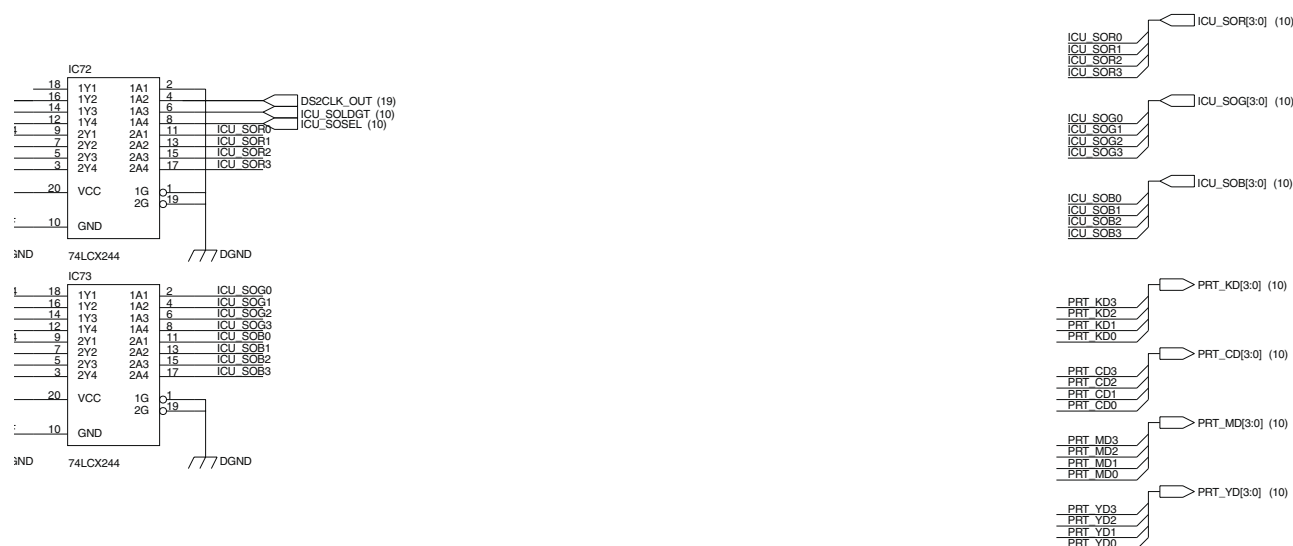 IC72
18 1Y1 1A1 2
16 1Y2 1A2 4 DS2CLK_OUT (19)
14 1Y3 1A3 6 ICU_SOLDGT (10)
12 1Y4 1A4 8 ICU_SOSEL (10)
9 2Y1 2A1 11 ICU_SOR0
7 2Y2 2A2 13 ICU_SOR1
5 2Y3 2A3 15 ICU_SOR2
3 2Y4 2A4 17 ICU_SOR3
20 VCC 1G 1
2G 19
10 GND
GND 74LCX244 DGND
IC73
18 1Y1 1A1 2 ICU_SOG0
16 1Y2 1A2 4 ICU_SOG1
14 1Y3 1A3 6 ICU_SOG2
12 1Y4 1A4 8 ICU_SOG3
9 2Y1 2A1 11 ICU_SOB0
7 2Y2 2A2 13 ICU_SOB1
5 2Y3 2A3 15 ICU_SOB2
3 2Y4 2A4 17 ICU_SOB3
20 VCC 1G 1
2G 19
10 GND
GND 74LCX244 DGND
ICU_SOR[3:0] (10)
ICU_SOR0
ICU_SOR1
ICU_SOR2
ICU_SOR3
ICU_SOG[3:0] (10)
ICU_SOG0
ICU_SOG1
ICU_SOG2
ICU_SOG3
ICU_SOB[3:0] (10)
ICU_SOB0
ICU_SOB1
ICU_SOB2
ICU_SOB3
PRT_KD[3:0] (10)
PRT_KD3
PRT_KD2
PRT_KD1
PRT_KD0
PRT_CD[3:0] (10)
PRT_CD3
PRT_CD2
PRT_CD1
PRT_CD0
PRT_MD[3:0] (10)
PRT_MD3
PRT_MD2
PRT_MD1
PRT_MD0
PRT_YD[3:0] (10)
PRT_YD3
PRT_YD2
PRT_YD1
PRT_YD0